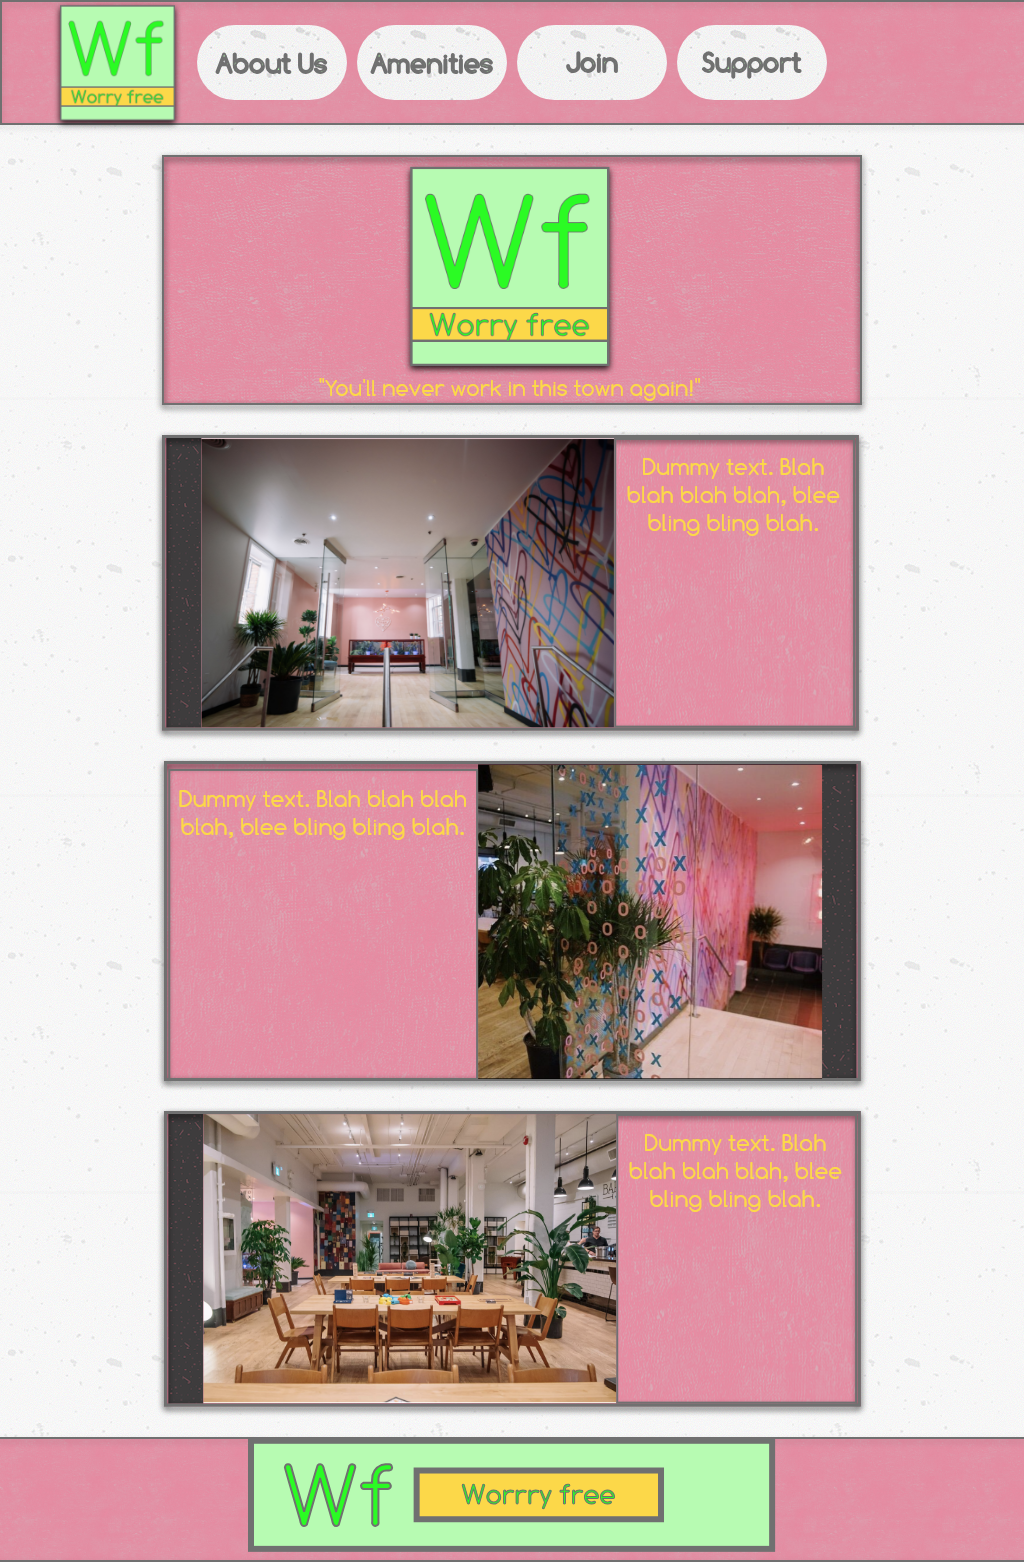 Wf
Worry free
About Us
Amenities
Join
Support
Wf
Worry free
"You'll never work in this town again!"
Dummy text. Blah
blah blah blah, blee
bling bling blah.
Dummy text. Blah blah blah
blah, blee bling bling blah.
Dummy text. Blah
blah blah blah, blee
bling bling blah.
Wf
Worrry free